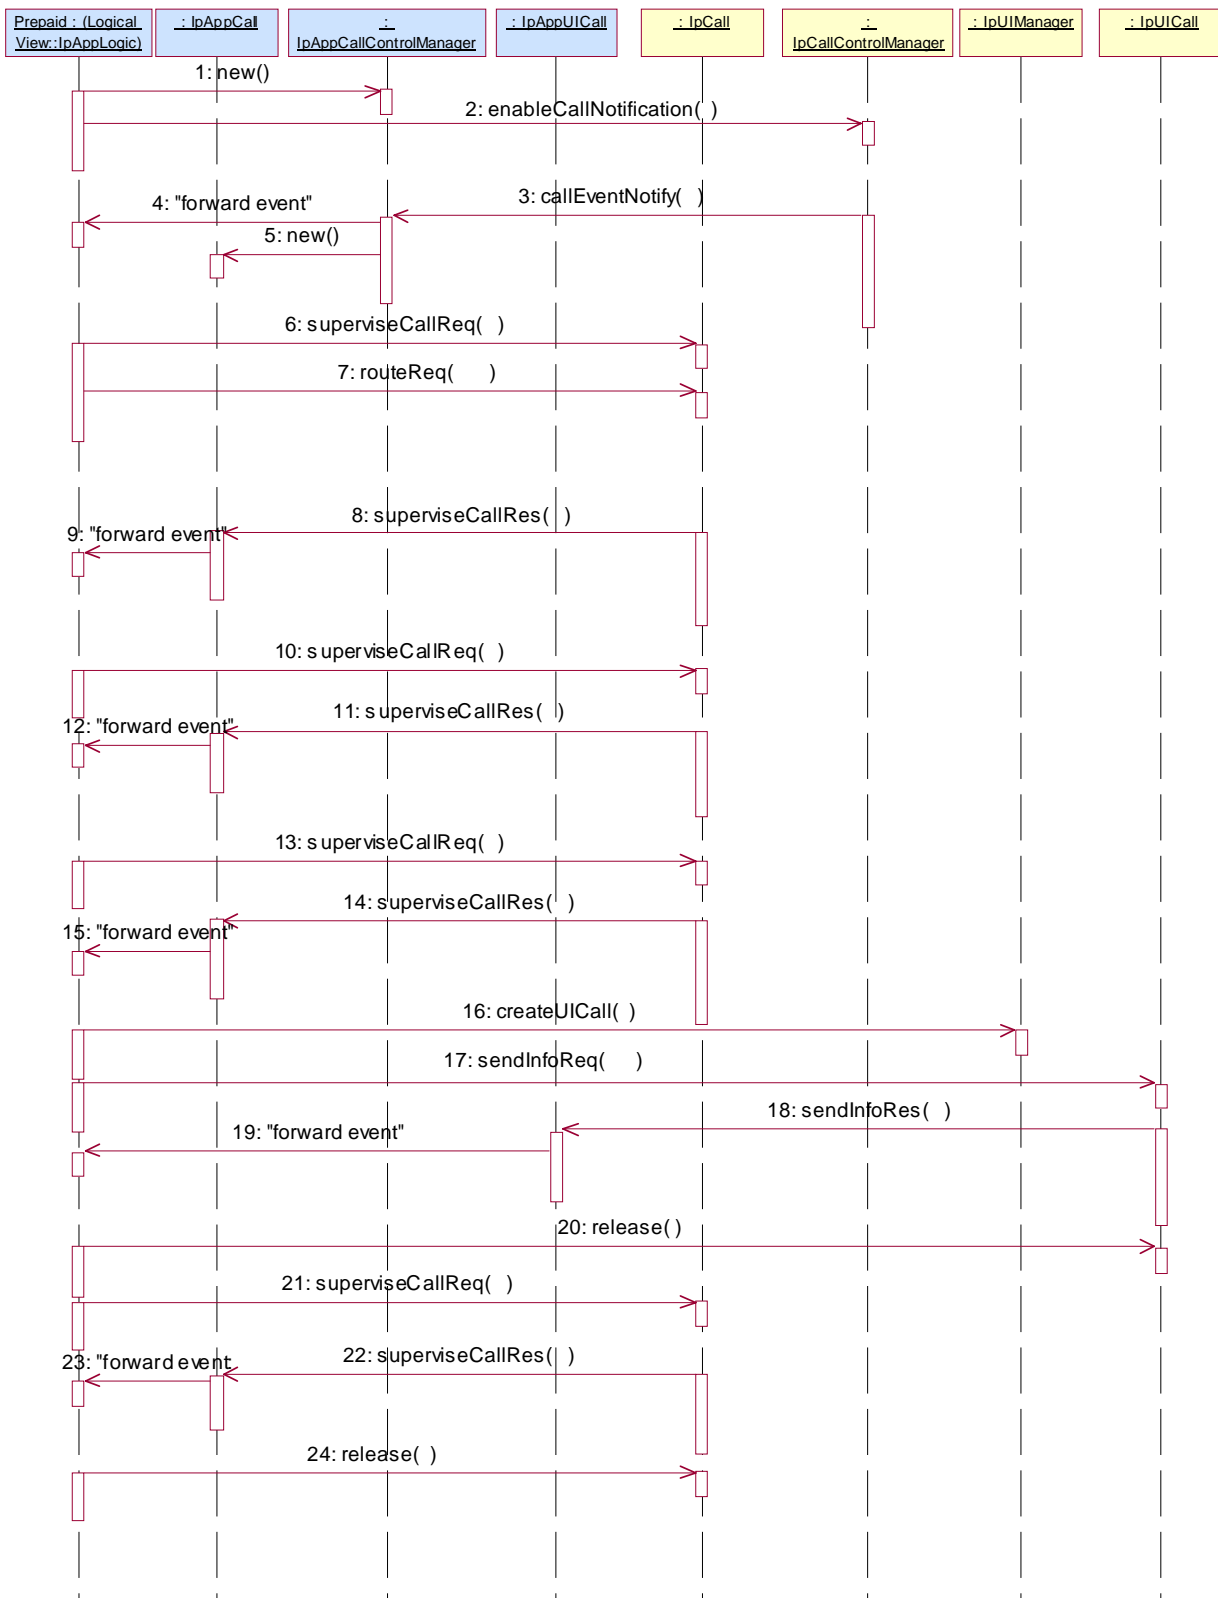 Prepaid : (Logical
View::IpAppLogic)
: IpAppCall
:
IpAppCallControlManager
: IpAppUICall
: IpCall
:
IpCallControlManager
: IpUIManager
: IpUICall
1: new()
2: enableCallNotification( )
3: callEventNotify( )
4: "forward event"
5: new()
6: superviseCallReq( )
7: routeReq( )
8: superviseCallRes( )
9: "forward event"
10: superviseCallReq( )
11: superviseCallRes( )
12: "forward event"
13: superviseCallReq( )
14: superviseCallRes( )
15: "forward event"
16: createUICall( )
17: sendInfoReq( )
18: sendInfoRes( )
19: "forward event"
20: release( )
21: superviseCallReq( )
22: superviseCallRes( )
23: "forward event
24: release( )